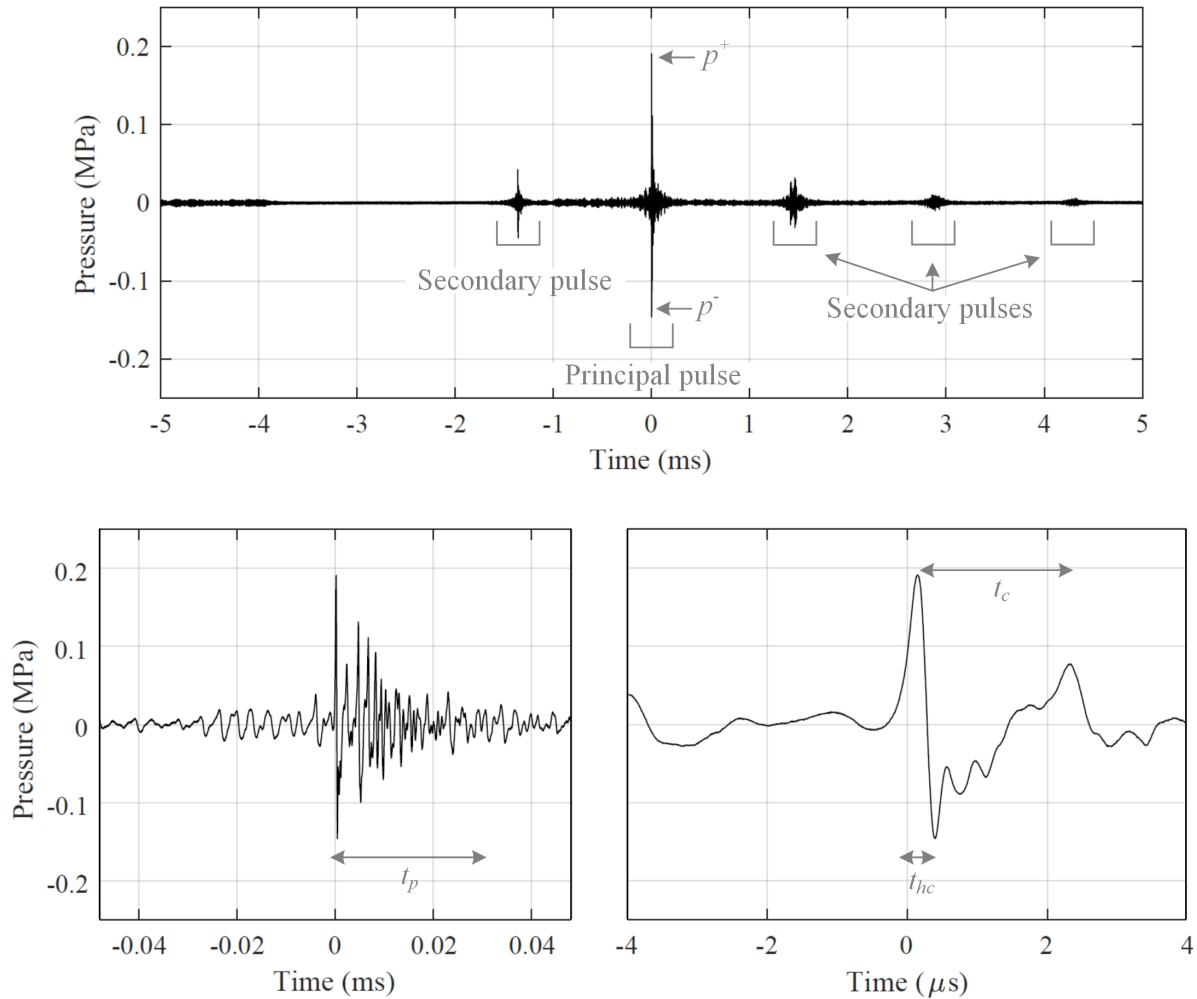 0.2
0.1
0
-0.1
-0.2
Pressure (MPa)
p+
p-
Secondary pulse
Principal pulse
Secondary pulses
-5 -4 -3 -2 -1 0 1 2 3 4 5
Time (ms)
0.2
0.1
0
-0.1
-0.2
Pressure (MPa)
tp
-0.04 -0.02 0 0.02 0.04
Time (ms)
tc
thc
-4 -2 0 2 4
Time (μs)